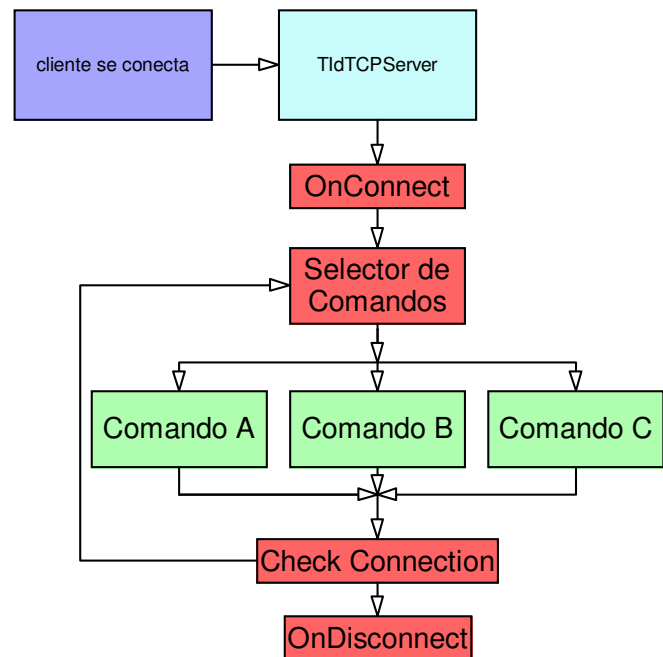 cliente se conecta
TIdTCPServer
OnConnect
Selector de
Comandos
Comando A
Comando B
Comando C
Check Connection
OnDisconnect